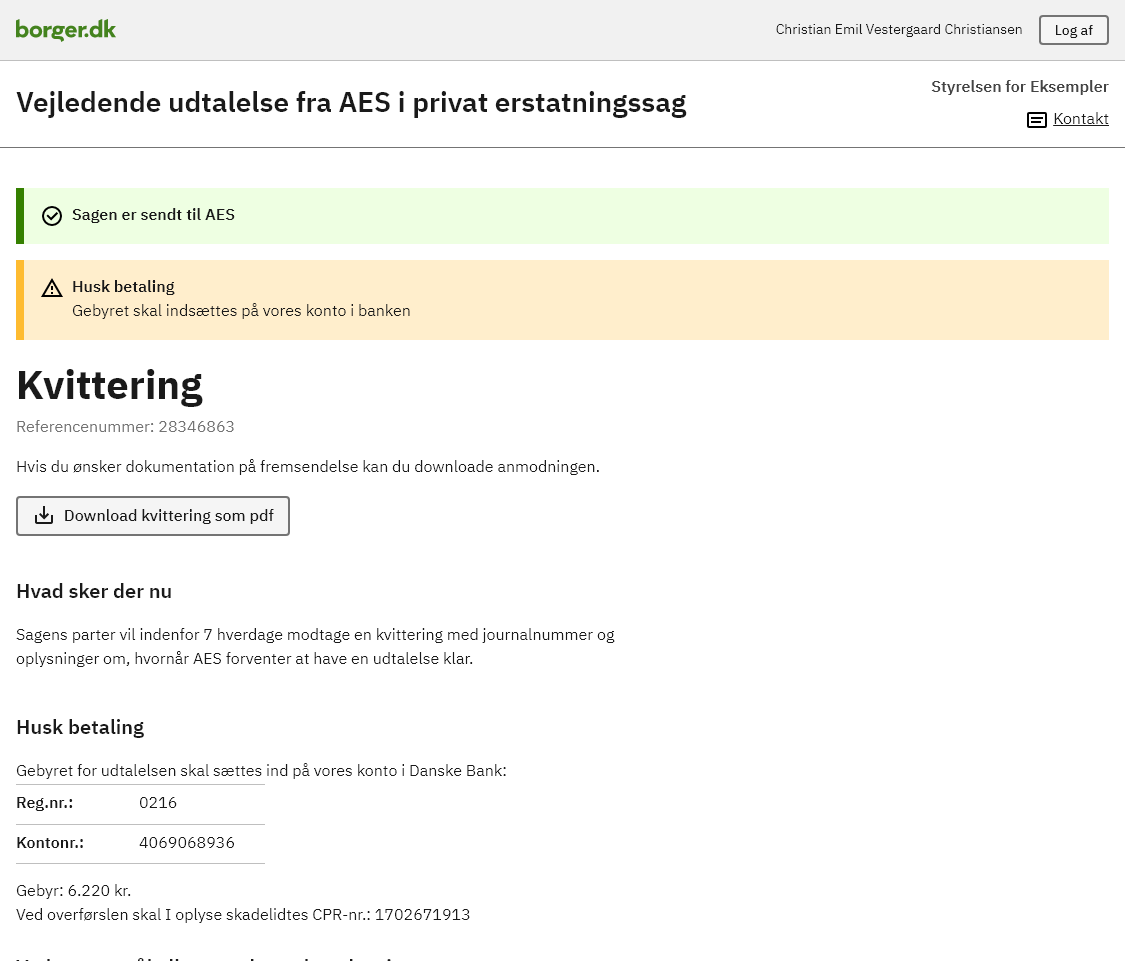 borger.dk
Christian Emil Vestergaard Christiansen
Log af
Vejledende udtalelse fra AES i privat erstatningssag
Styrelsen for Eksempler
Kontakt
Sagen er sendt til AES
Husk betaling
Gebyret skal indsættes på vores konto i banken
Kvittering
Referencenummer: 28346863
Hvis du ønsker dokumentation på fremsendelse kan du downloade anmodningen.
Download kvittering som pdf
Hvad sker der nu
Sagens parter vil indenfor 7 hverdage modtage en kvittering med journalnummer og
oplysninger om, hvornår AES forventer at have en udtalelse klar.
Husk betaling
Gebyret for udtalelsen skal sættes ind på vores konto i Danske Bank:
Reg.nr.: 0216
Kontonr.: 4069068936
Gebyr: 6.220 kr.
Ved overførslen skal I oplyse skadelidtes CPR-nr.: 1702671913